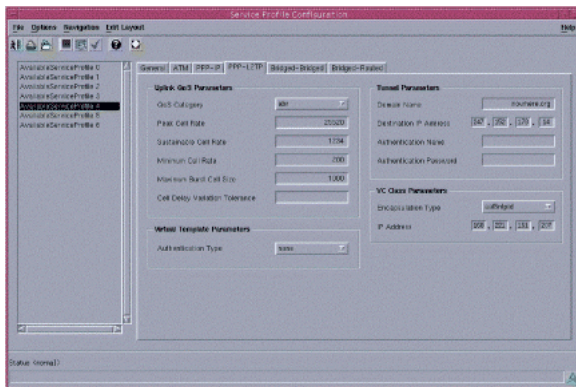 Service Profile Configuration
File Options Navigation Edit Layout Help
AvailableServiceProfile 0
AvailableServiceProfile 1
AvailableServiceProfile 2
AvailableServiceProfile 3
AvailableServiceProfile 4
AvailableServiceProfile 5
AvailableServiceProfile 6
General ATM PPP-IP PPP-L2TP Bridged-Bridged Bridged-Routed
Uplink QoS Parameters
QoS Category
Peak Cell Rate 25520
Sustainable Cell Rate 1234
Minimum Cell Rate 200
Maximum Burst Cell Size 1000
Cell Delay Variation Tolerance
Virtual Template Parameters
Authentication Type none
Tunnel Parameters
Domain Name nowhere.org
Destination IP Address
Authentication Name
Authentication Password
VC Class Parameters
Encapsulation Type
IP Address
Status: (normal)